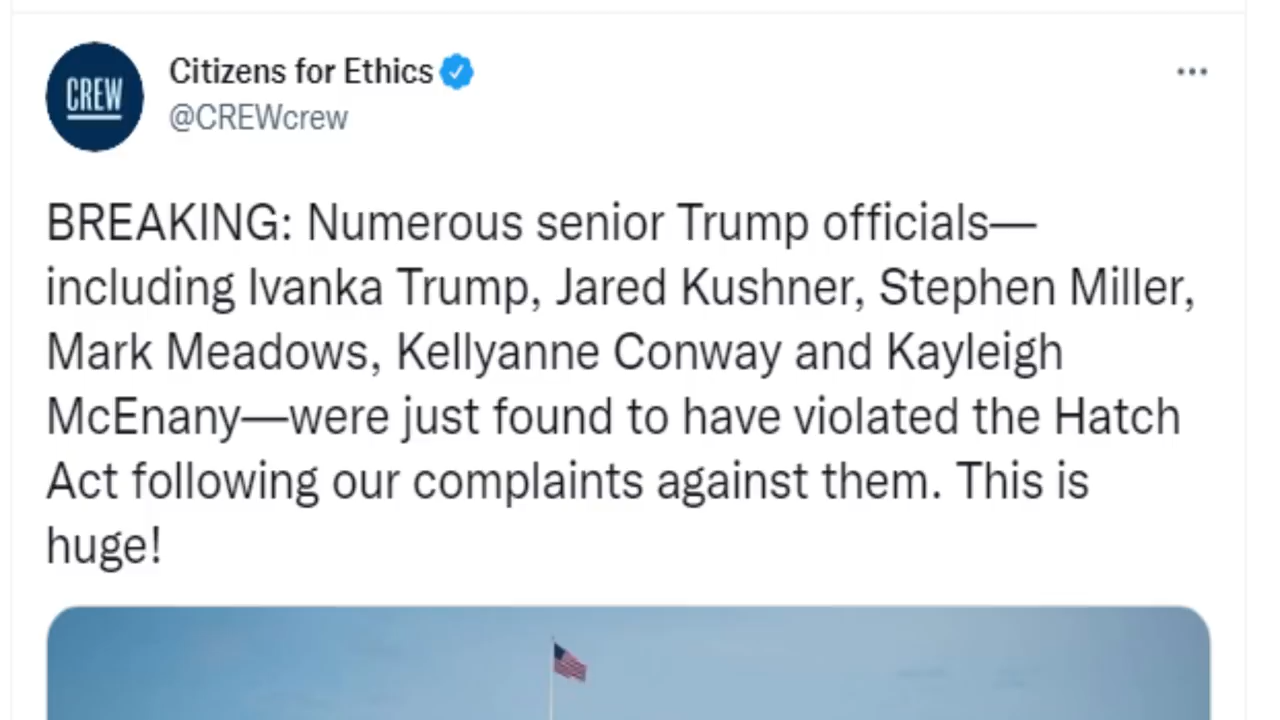 CREW
Citizens for Ethics
@CREWcrew
BREAKING: Numerous senior Trump officials—
including Ivanka Trump, Jared Kushner, Stephen Miller,
Mark Meadows, Kellyanne Conway and Kayleigh
McEnany—were just found to have violated the Hatch
Act following our complaints against them. This is
huge!